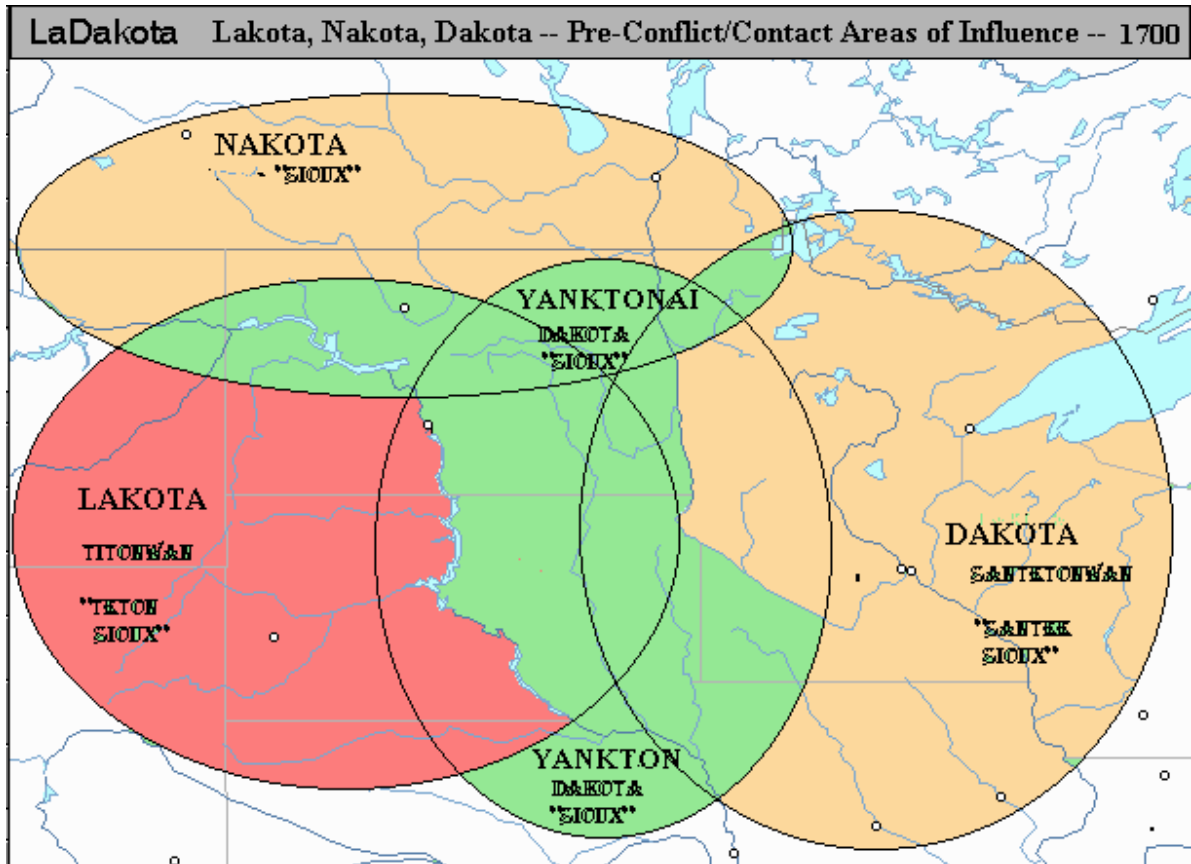 LaDakota Lakota, Nakota, Dakota -- Pre-Conflict/Contact Areas of Influence -- 1700
NAKOTA
"SIOUX"
YANKTONAI
DAKOTA
"SIOUX"
LAKOTA
TITONWAN
"TETON
SIOUX"
DAKOTA
SANTETONWAN
"SANTEE
SIOUX"
YANKTON
DAKOTA
"SIOUX"